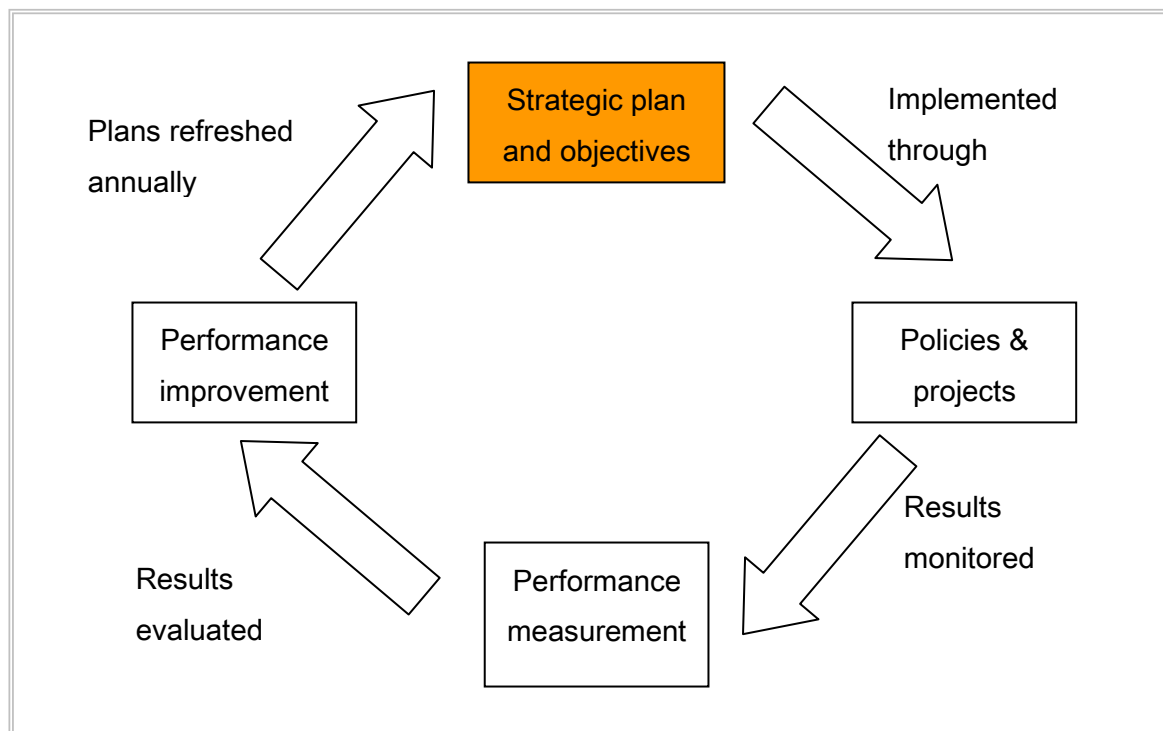 Strategic plan
and objectives
Implemented
through
Policies &
projects
Results
monitored
Performance
measurement
Results
evaluated
Performance
improvement
Plans refreshed
annually